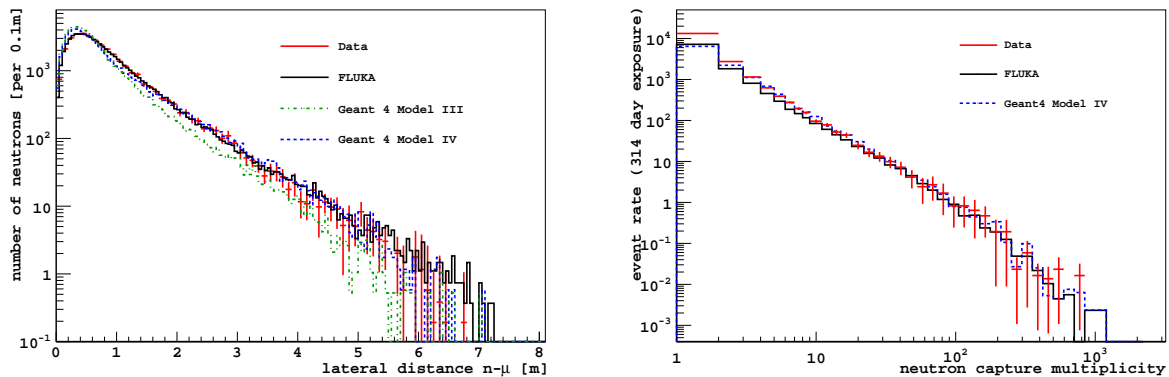 number of neutrons [per 0.1m]
10³
10²
10
1
10⁻¹
Data
FLUKA
Geant 4 Model III
Geant 4 Model IV
0 1 2 3 4 5 6 7 8
lateral distance n-μ [m]
event rate (314 day exposure)
10⁴
10³
10²
10
1
10⁻¹
10⁻²
10⁻³
Data
FLUKA
Geant4 Model IV
1 10 10² 10³
neutron capture multiplicity